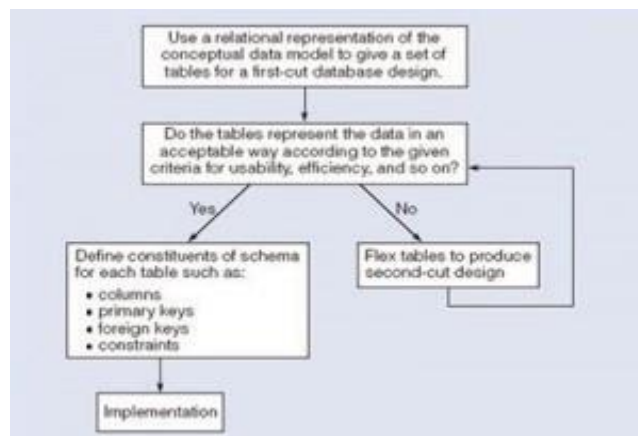 Use a relational representation of the
conceptual data model to give a set of
tables for a first-cut database design.
Do the tables represent the data in an
acceptable way according to the given
criteria for usability, efficiency, and so on?
Yes
No
Define constituents of schema
for each table such as:
• columns
• primary keys
• foreign keys
• constraints
Flex tables to produce
second-cut design
Implementation